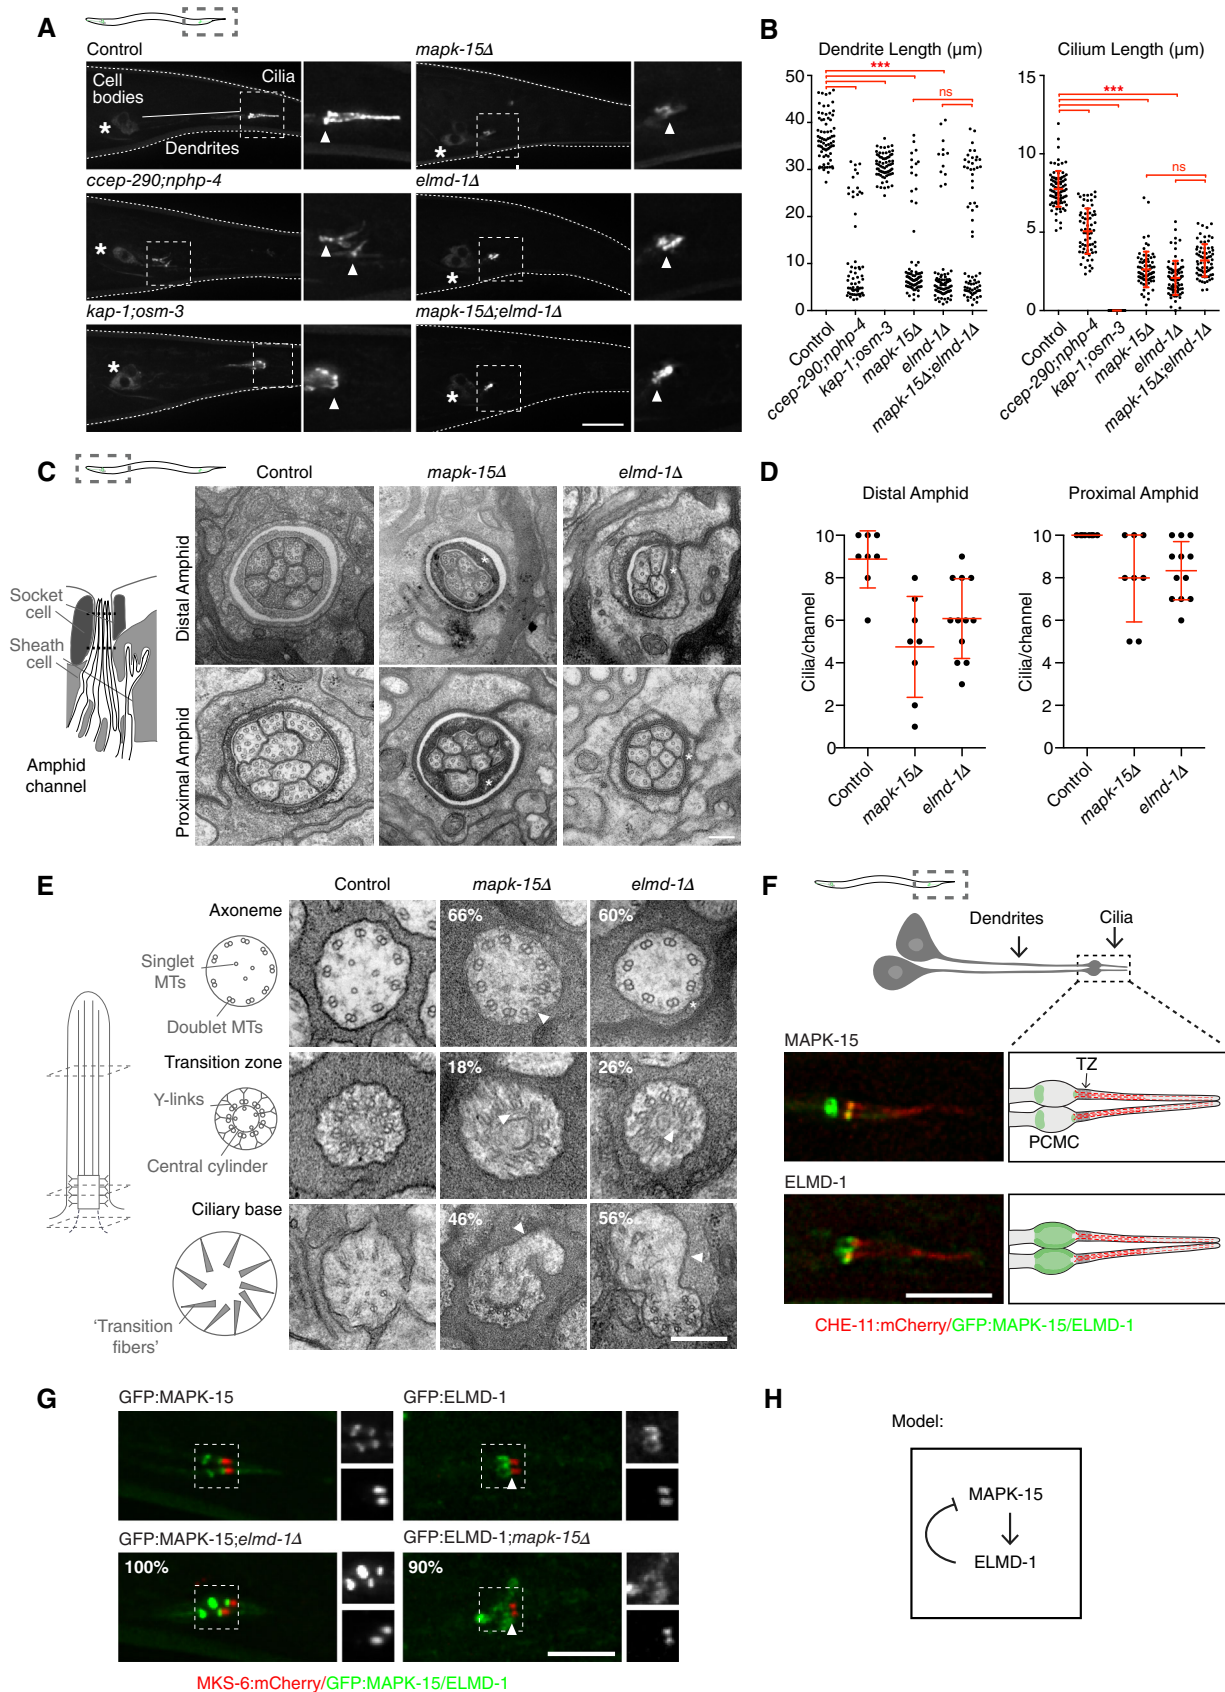 A
Control
mapk-15Δ
Cell
bodies
Cilia
*
Dendrites
*
ccep-290;nphp-4
elmd-1Δ
*
*
kap-1;osm-3
mapk-15Δ;elmd-1Δ
*
*
B
Dendrite Length (µm)
Cilium Length (µm)
50
40
30
20
10
0
***
ns
Control
ccep-290;nphp-4
kap-1;osm-3
mapk-15Δ
elmd-1Δ
mapk-15Δ;elmd-1Δ
15
10
5
0
***
ns
Control
ccep-290;nphp-4
kap-1;osm-3
mapk-15Δ
elmd-1Δ
mapk-15Δ;elmd-1Δ
C
Control
mapk-15Δ
elmd-1Δ
Distal Amphid
*
*
Proximal Amphid
*
*
*
Socket
cell
Sheath
cell
Amphid
channel
D
Distal Amphid
Proximal Amphid
Cilia/channel
10
8
6
4
2
0
Control
mapk-15Δ
elmd-1Δ
Cilia/channel
10
8
6
4
2
0
Control
mapk-15Δ
elmd-1Δ
E
Control
mapk-15Δ
elmd-1Δ
Axoneme
66%
60%
Singlet
MTs
Doublet MTs
*
Transition zone
18%
26%
Y-links
Central cylinder
Ciliary base
46%
56%
'Transition
fibers'
F
Dendrites
Cilia
MAPK-15
TZ
PCMC
ELMD-1
CHE-11:mCherry/GFP:MAPK-15/ELMD-1
G
GFP:MAPK-15
GFP:ELMD-1
GFP:MAPK-15;elmd-1Δ
GFP:ELMD-1;mapk-15Δ
100%
90%
MKS-6:mCherry/GFP:MAPK-15/ELMD-1
H
Model:
MAPK-15
ELMD-1